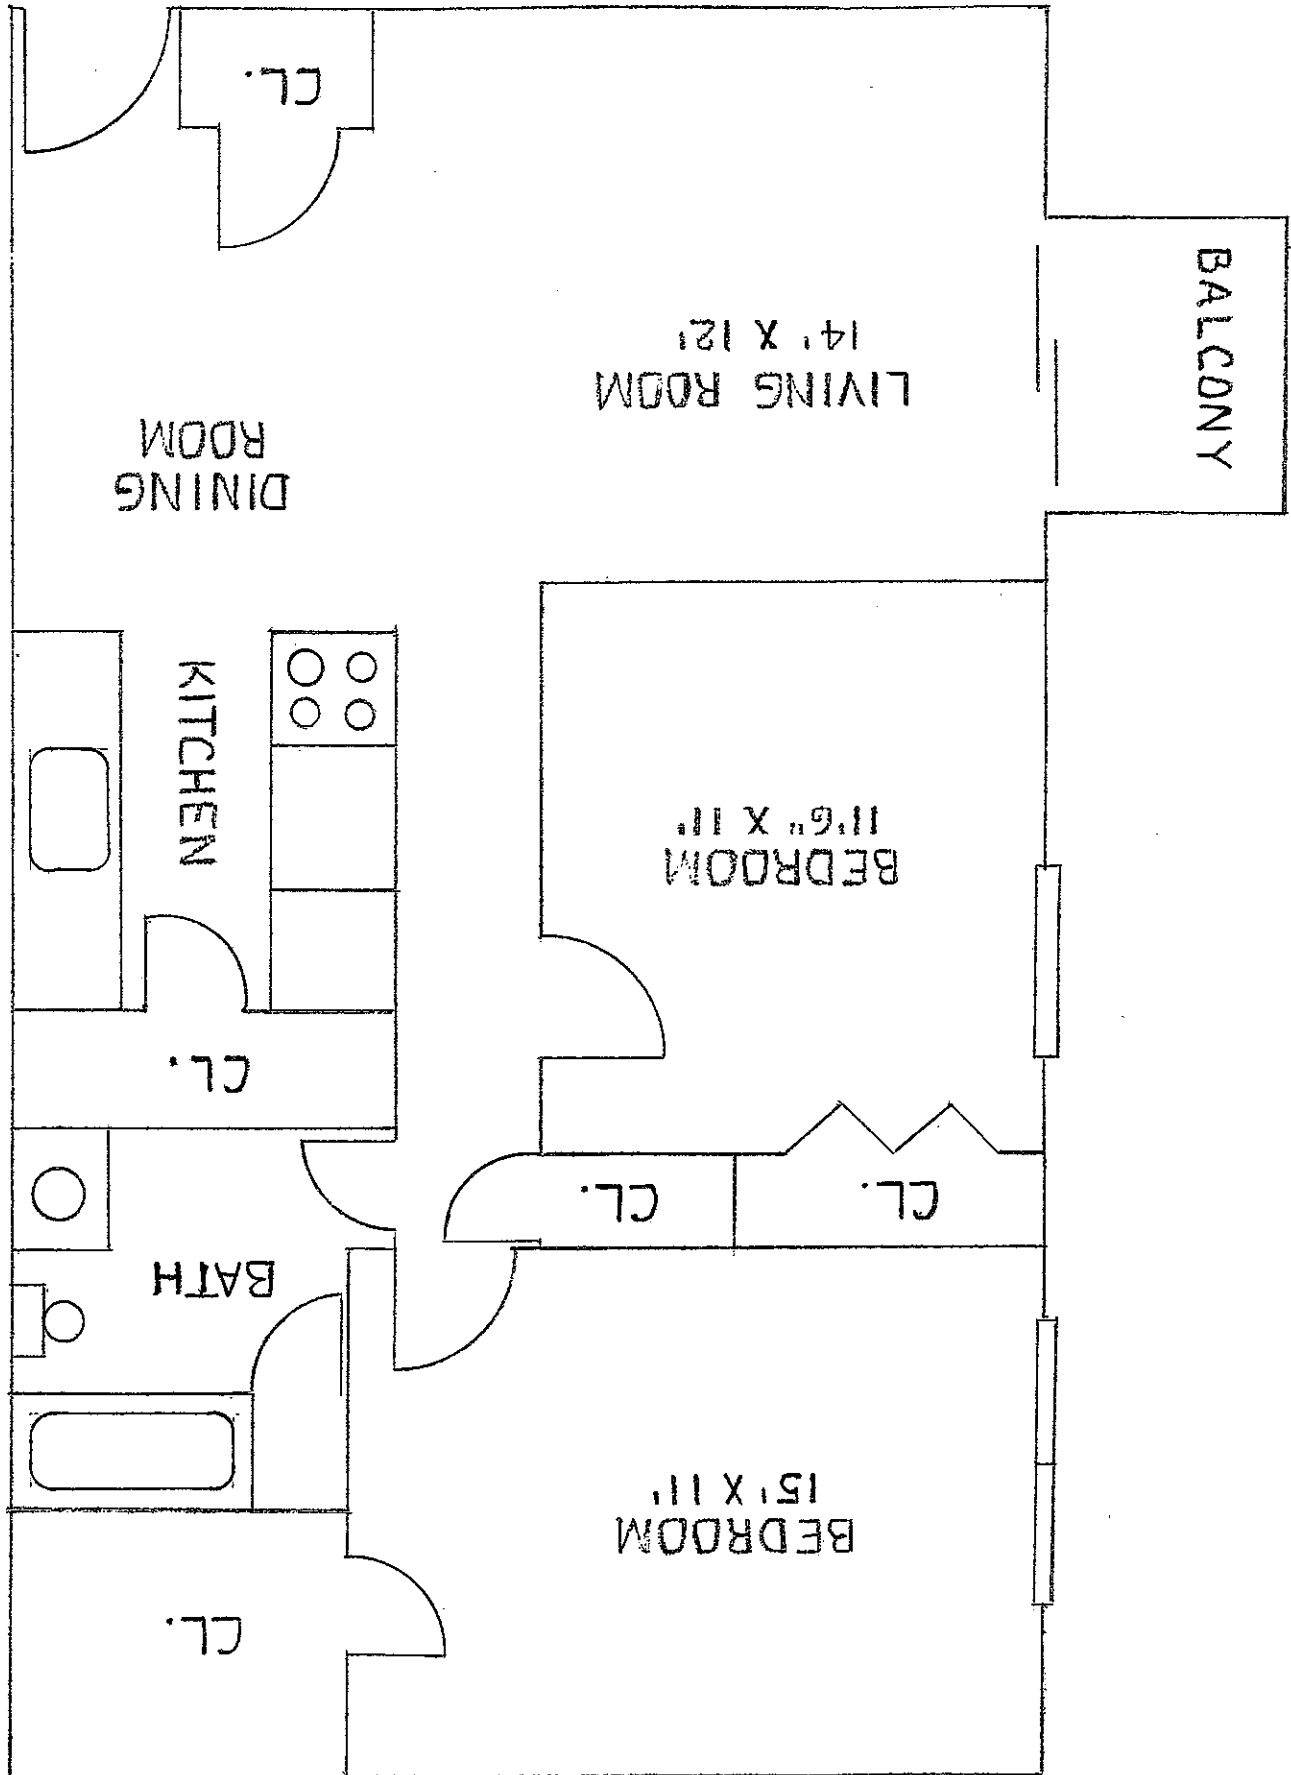 CL.
BEDROOM
15' X 11'
BATH
CL.
CL.
CL.
BEDROOM
11'6" X 11'
KITCHEN
DINING
ROOM
LIVING ROOM
14' X 12'
BALCONY
CL.